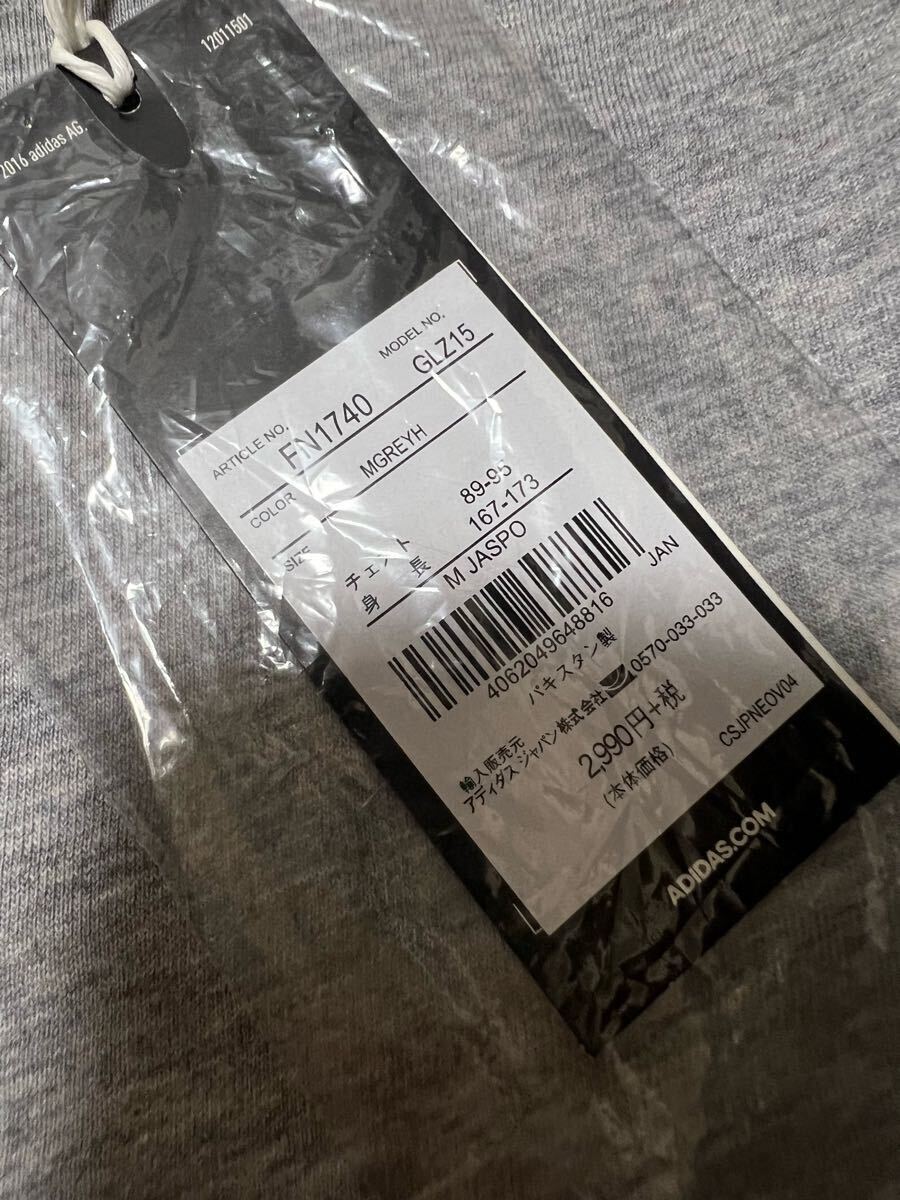 2016 adidas AG.
12011501
ARTICLE NO.
MODEL NO.
FN1740
GLZ15
COLOR
MGREYH
SIZE
チェスト 89-95
身長 167-173
M JASPO
4062049648816
JAN
パキスタン製
輸入販売元
アディダス ジャパン株式会社 0570-033-033
2,990円+税
(本体価格)
CSJPNEOV04
ADIDAS.COM